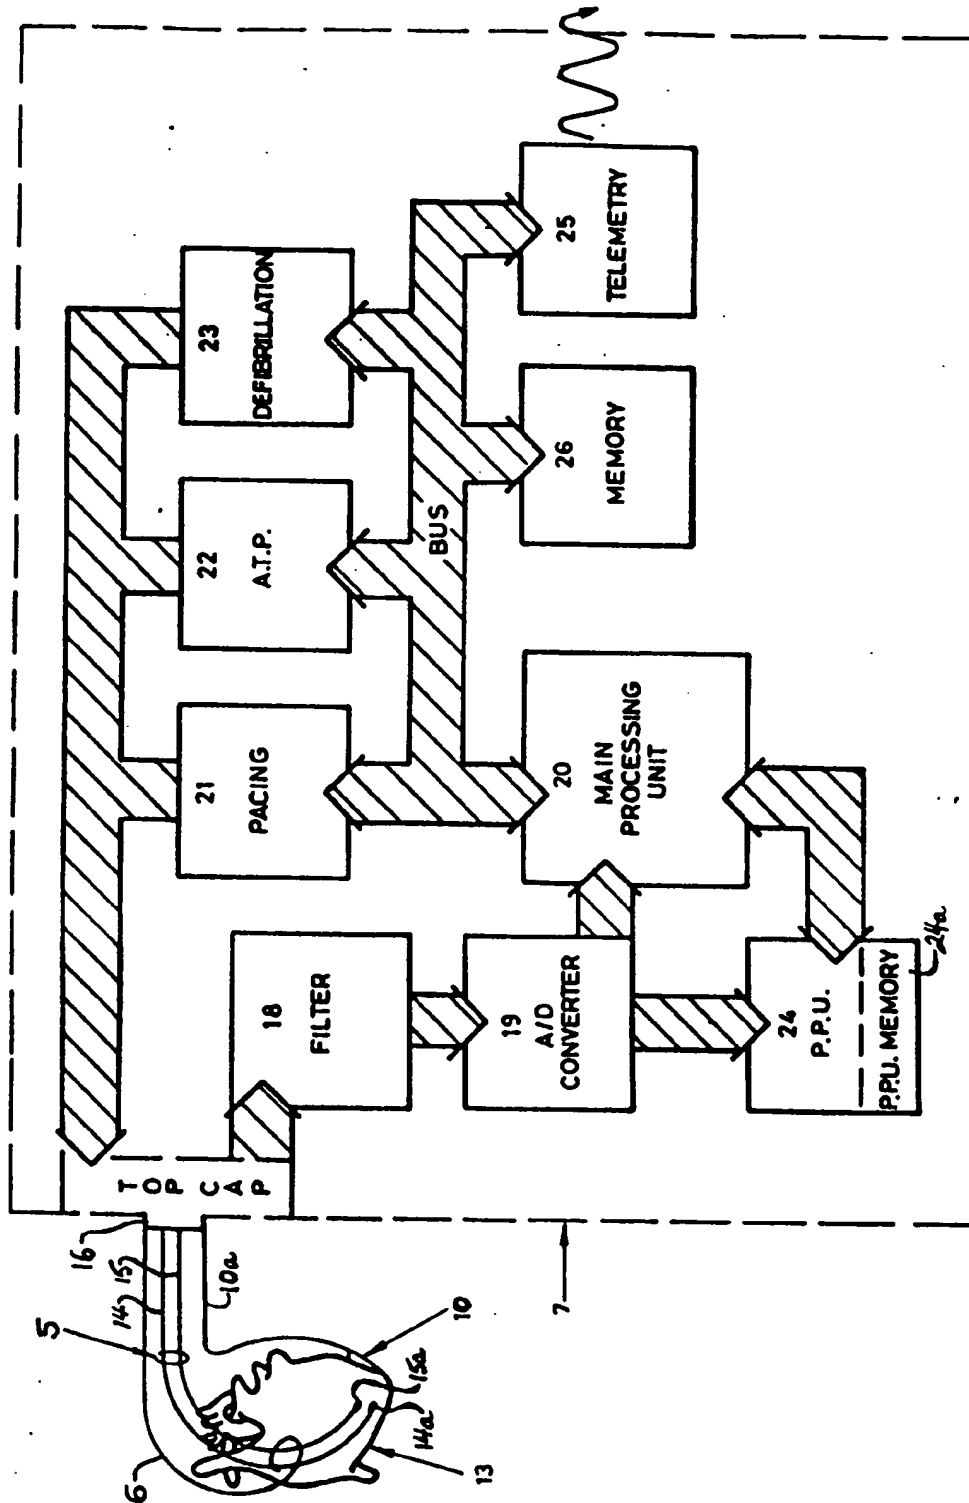 6
5
14
15
16
10a
10
15a
14a
13
7
TOP CAP
18
FILTER
19
A/D
CONVERTER
24
P.P.U.
P.P.U. MEMORY
24a
21
PACING
22
A.T.P.
23
DEFIBRILLATION
BUS
20
MAIN
PROCESSING
UNIT
26
MEMORY
25
TELEMETRY